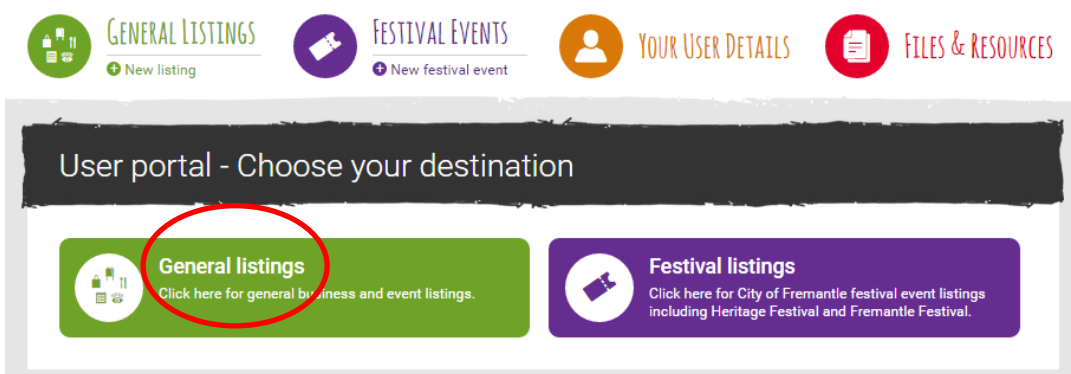 GENERAL LISTINGS
New listing
FESTIVAL EVENTS
New festival event
YOUR USER DETAILS
FILES & RESOURCES
User portal - Choose your destination
General listings
Click here for general business and event listings.
Festival listings
Click here for City of Fremantle festival event listings
including Heritage Festival and Fremantle Festival.